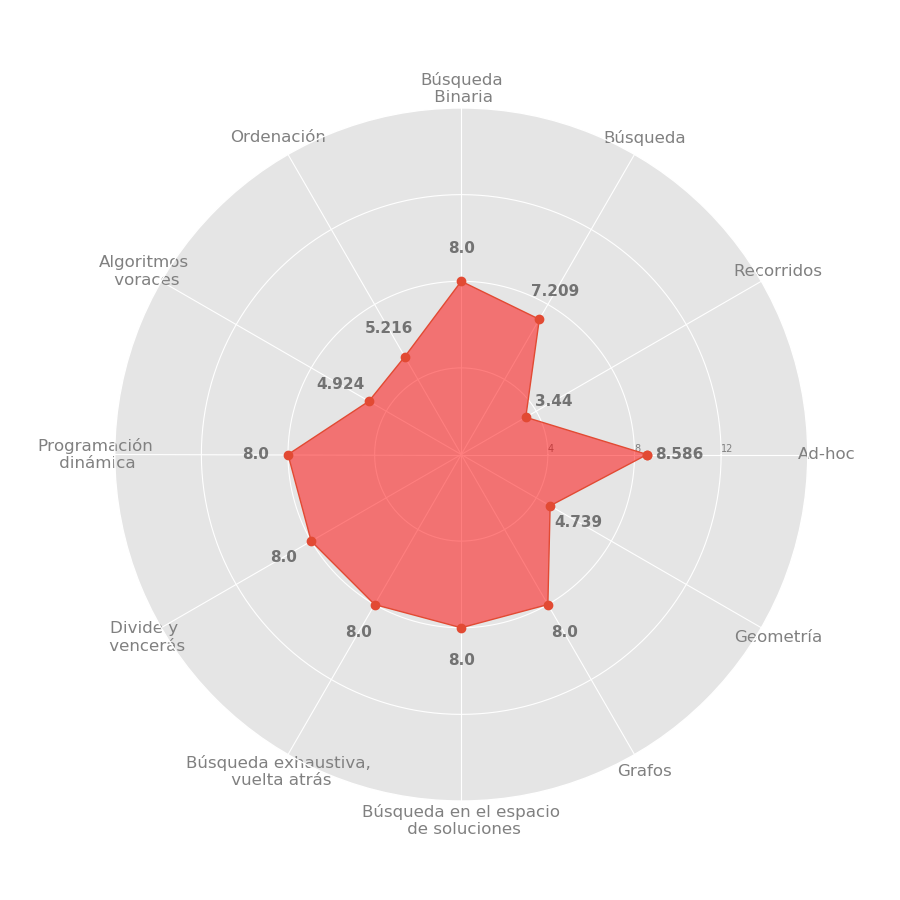 Búsqueda
Binaria
Ordenación
Búsqueda
8.0
Algoritmos
voraces
Recorridos
7.209
5.216
4.924
3.44
Programación
dinámica
8.0
4
8
12
8.586
Ad-hoc
4.739
8.0
Divide y
vencerás
Geometría
8.0
8.0
8.0
Búsqueda exhaustiva,
vuelta atrás
Grafos
Búsqueda en el espacio
de soluciones